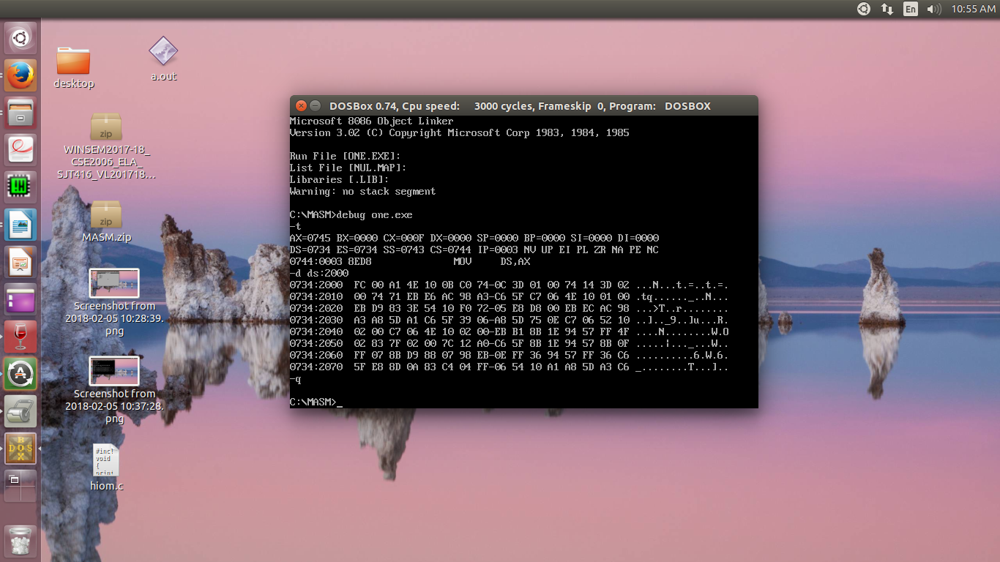 En
10:55 AM
desktop
a.out
zip
WINSEM2017-18_
CSE2006_ELA_
SJT416_VL201718...
zip
MASM.zip
Screenshot from
2018-02-05 10:28:39.
png
Screenshot from
2018-02-05 10:37:28.
png
#inc!
void
{
hiom.c
DOSBox 0.74, Cpu speed:    3000 cycles, Frameskip  0, Program:   DOSBOX
Microsoft 8086 Object Linker
Version 3.02 (C) Copyright Microsoft Corp 1983, 1984, 1985
Run File [ONE.EXE]:
List File [NUL.MAP]:
Libraries [.LIB]:
Warning: no stack segment
C:\MASM>debug one.exe
-t
AX=0745 BX=0000 CX=000F DX=0000 SP=0000 BP=0000 SI=0000 DI=0000
DS=0734 ES=0734 SS=0743 CS=0744 IP=0003 NV UP EI PL ZR NA PE NC
0744:0003 8ED8              MOV     DS,AX
-d ds:2000
0734:2000  FC 00 A1 4E 10 0B C0 74-0C 3D 01 00 74 14 3D 02 ...N...t.=..t.=.
0734:2010  00 74 71 EB E6 AC 98 A3-C6 5F C7 06 4E 10 01 00 .tq......_..N...
0734:2020  EB D9 83 3E 54 10 F0 72-05 E8 D8 00 EB EC AC 98 ...>T..r........
0734:2030  A3 A8 5D A1 C6 5F 39 06-A8 5D 75 0E C7 06 52 10 ..].._9..]u...R.
0734:2040  02 00 C7 06 4E 10 02 00-EB B1 8B 1E 94 57 FF 4F ....N........W.O
0734:2050  02 83 7F 02 00 7C 12 A0-C6 5F 8B 1E 94 57 8B 0F .....|..._...W..
0734:2060  FF 07 8B D9 88 07 98 EB-0E FF 36 94 57 FF 36 C6 ..........6.W.6.
0734:2070  5F E8 8D 0A 83 C4 04 FF-06 54 10 A1 A8 5D A3 C6 _........T...]..
-q
C:\MASM>_
DOS
BOX